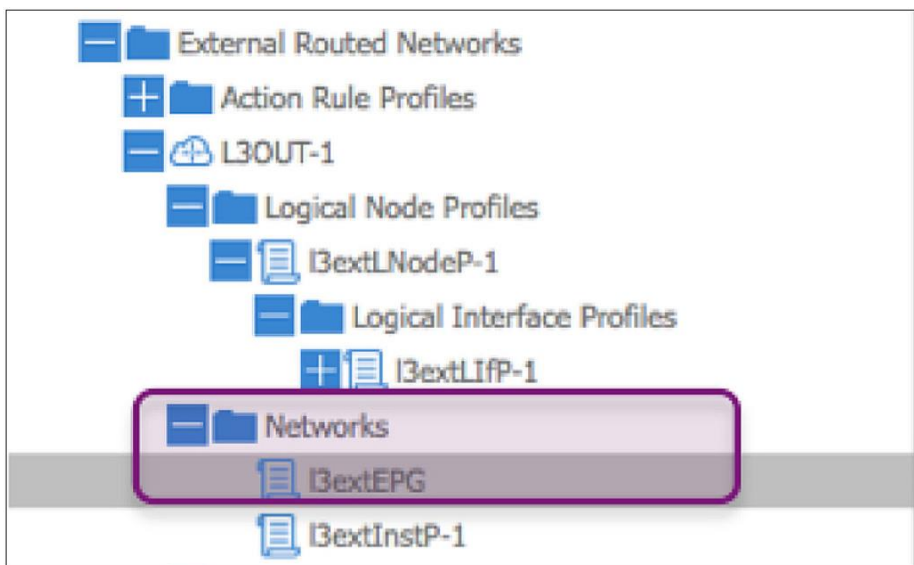 External Routed Networks
Action Rule Profiles
L3OUT-1
Logical Node Profiles
l3extLNodeP-1
Logical Interface Profiles
l3extLIfP-1
Networks
l3extEPG
l3extInstP-1